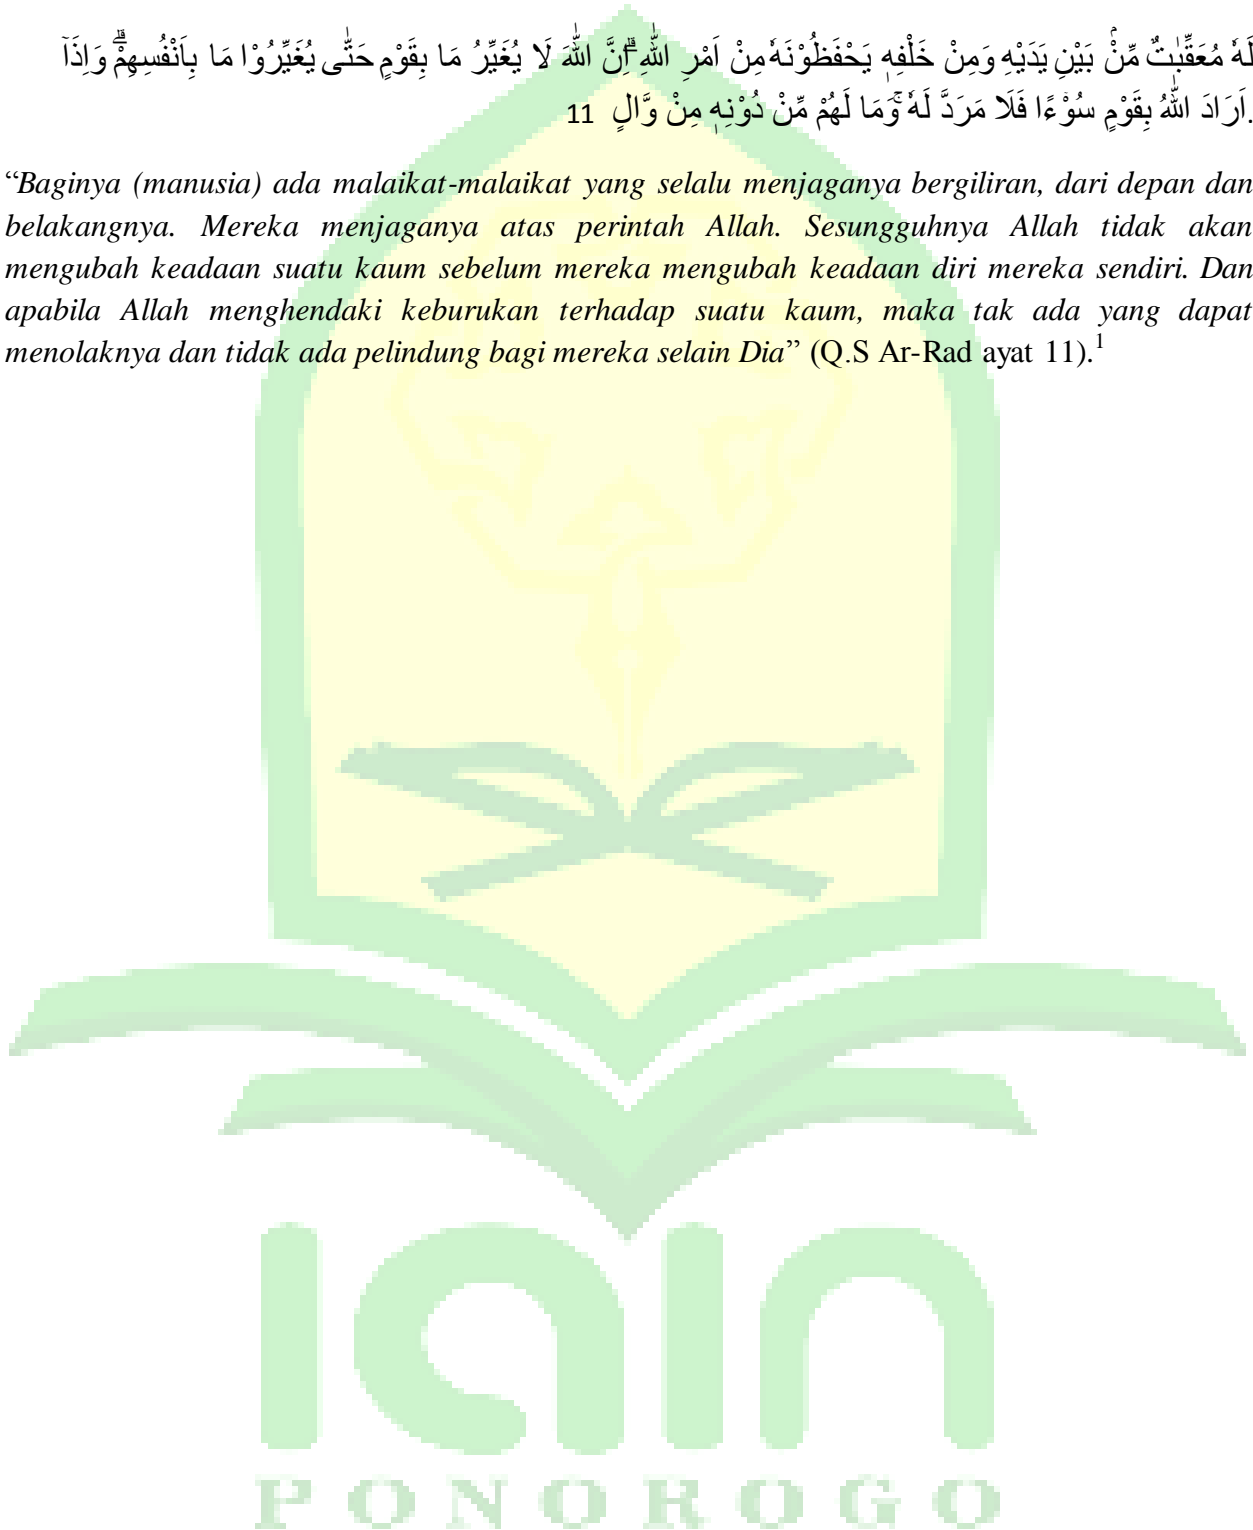 لَهٗ مُعَقِّبٰتٌ مِّنْۢ بَيْنِ يَدَيْهِ وَمِنْ خَلْفِهٖ يَحْفَظُوْنَهٗ مِنْ اَمْرِ اللّٰهِ ۗاِنَّ اللّٰهَ لَا يُغَيِّرُ مَا بِقَوْمٍ حَتّٰى يُغَيِّرُوْا مَا بِاَنْفُسِهِمْۗ وَاِذَآ
اَرَادَ اللّٰهُ بِقَوْمٍ سُوْۤءًا فَلَا مَرَدَّ لَهٗ ۚوَمَا لَهُمْ مِّنْ دُوْنِهٖ مِنْ وَّالٍ 11.
“Baginya (manusia) ada malaikat-malaikat yang selalu menjaganya bergiliran, dari depan dan
belakangnya. Mereka menjaganya atas perintah Allah. Sesungguhnya Allah tidak akan
mengubah keadaan suatu kaum sebelum mereka mengubah keadaan diri mereka sendiri. Dan
apabila Allah menghendaki keburukan terhadap suatu kaum, maka tak ada yang dapat
menolaknya dan tidak ada pelindung bagi mereka selain Dia” (Q.S Ar-Rad ayat 11).¹
iain
PONOROGO